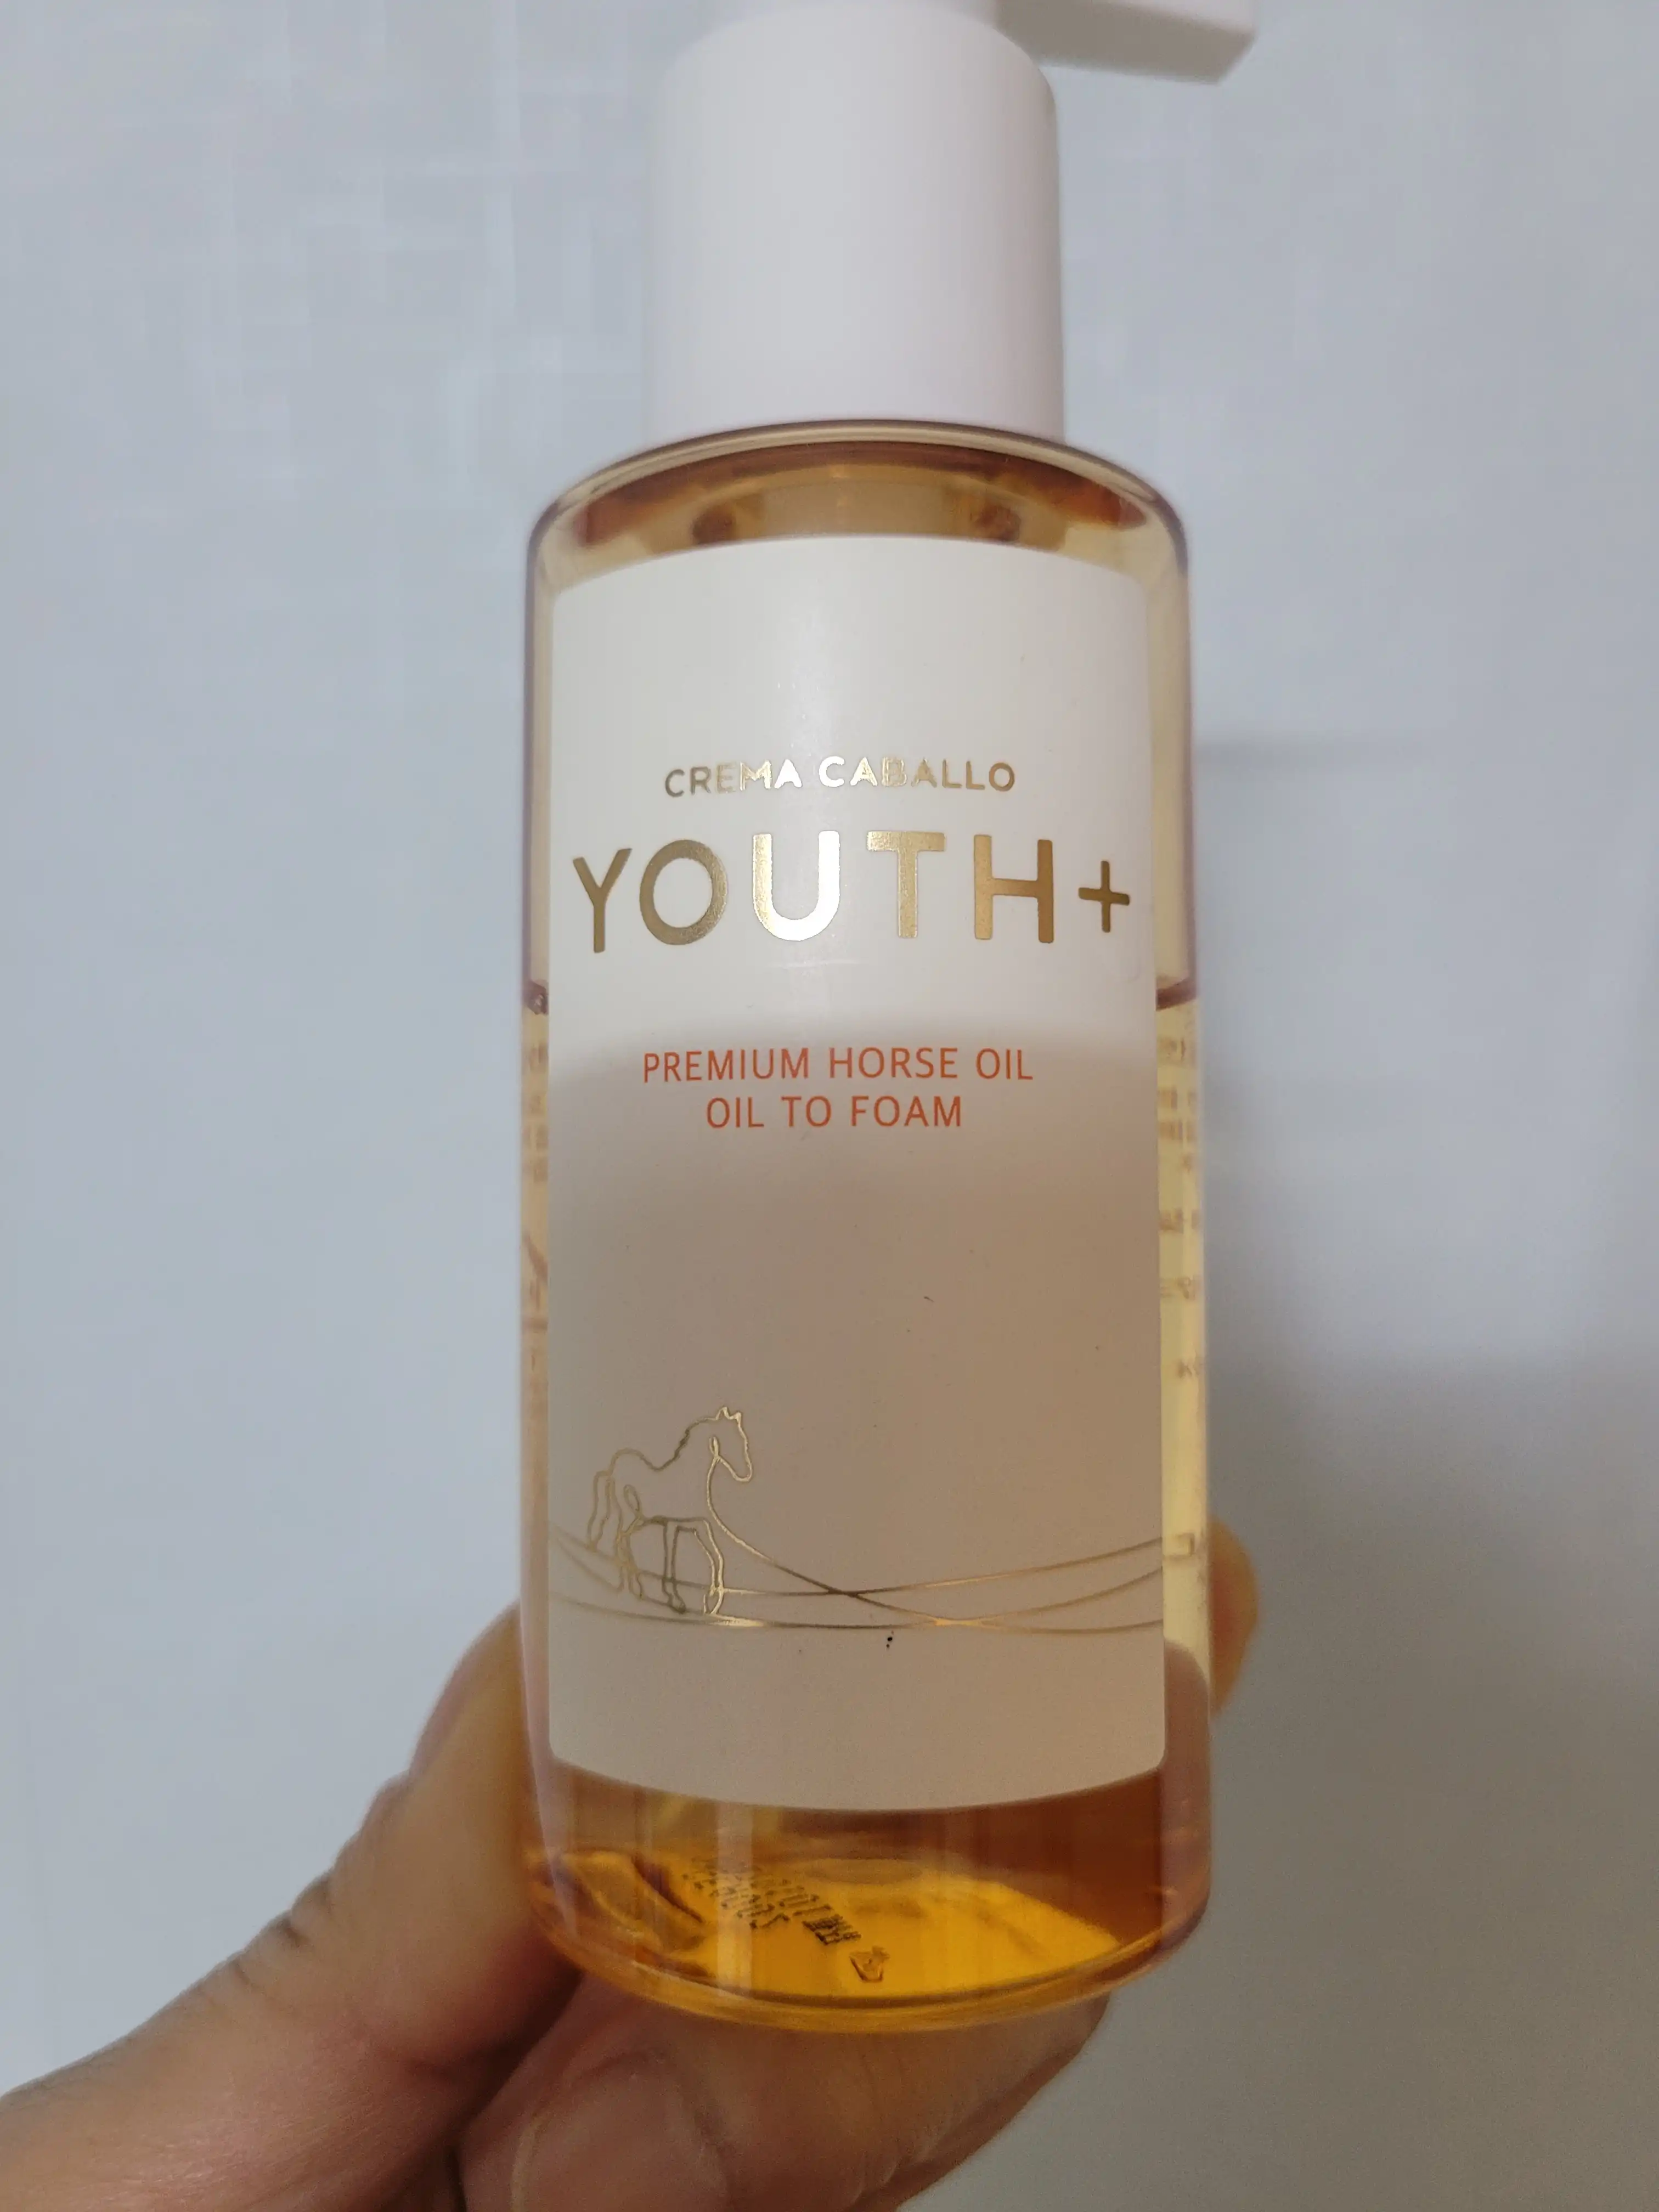 CREMA CABALLO
YOUTH+
PREMIUM HORSE OIL
OIL TO FOAM